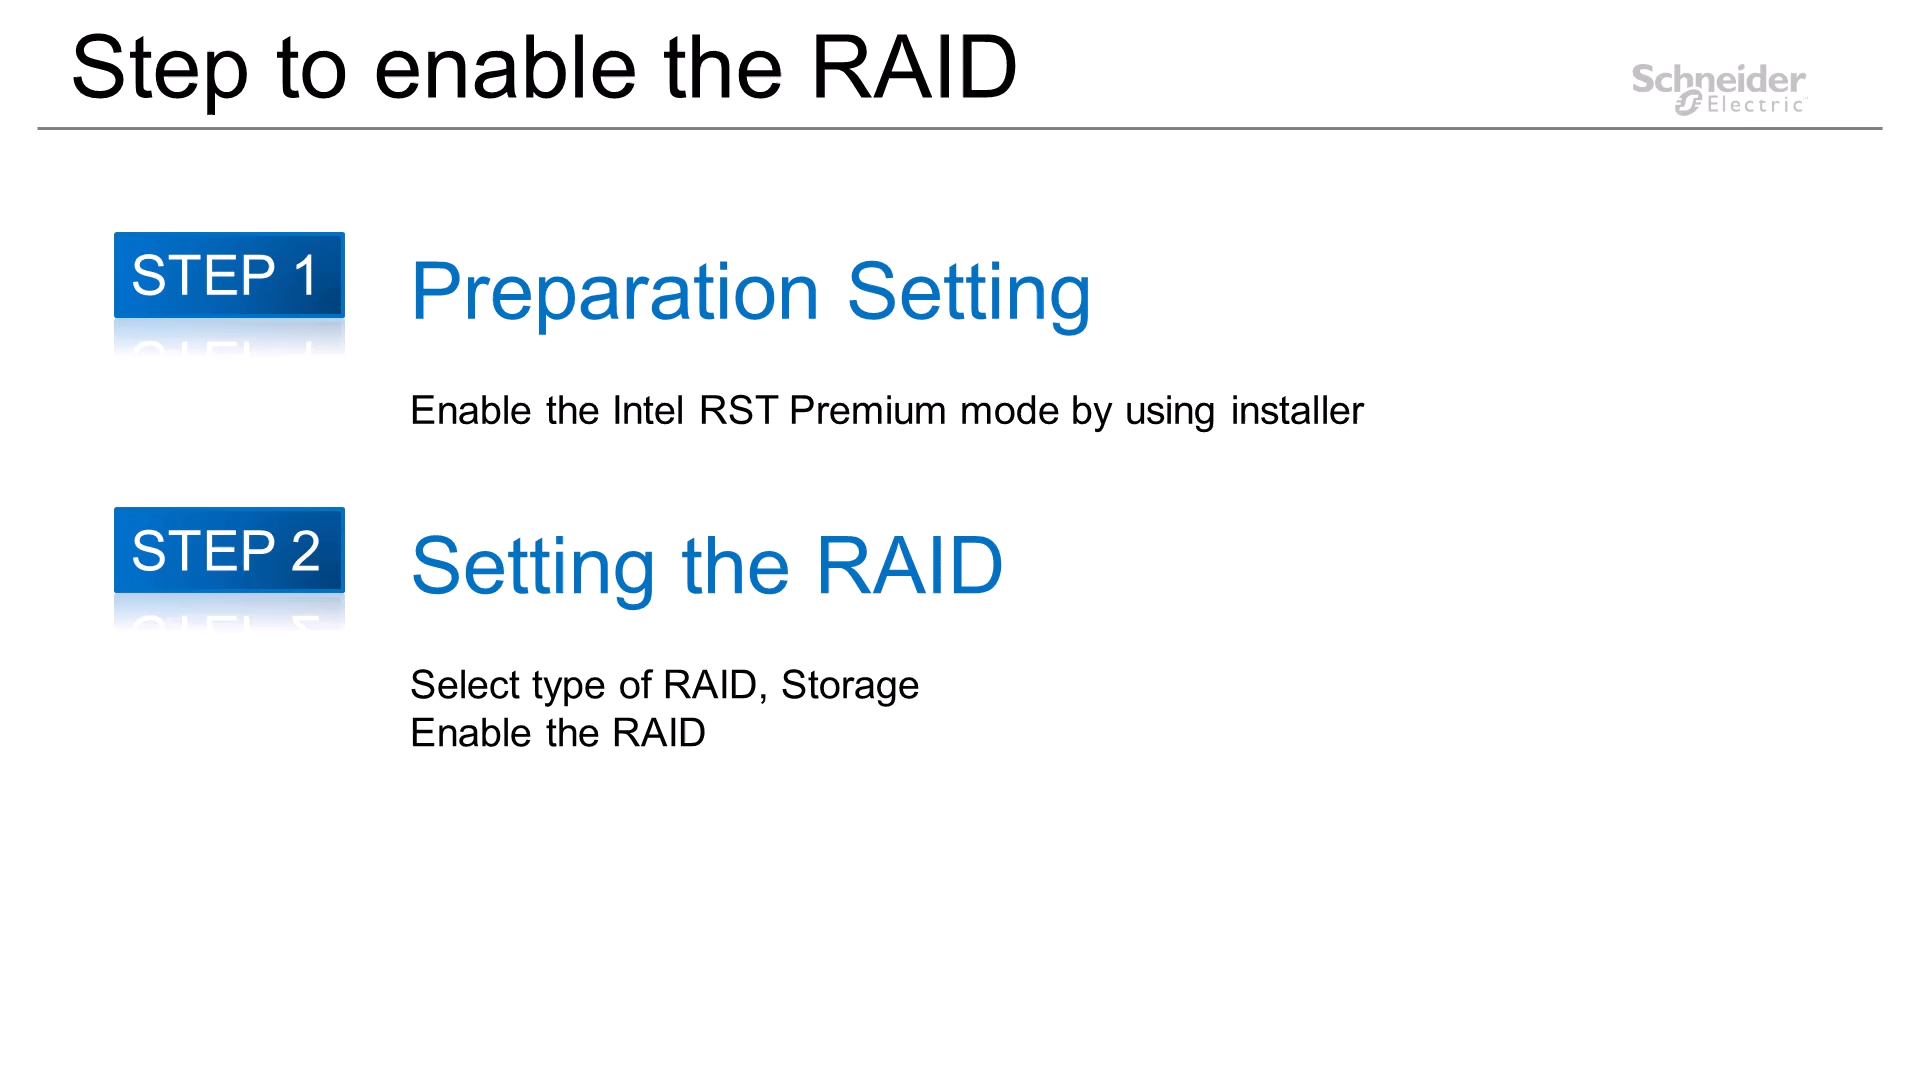 Step to enable the RAID
Schneider
Electric
STEP 1
Preparation Setting
Enable the Intel RST Premium mode by using installer
STEP 2
Setting the RAID
Select type of RAID, Storage
Enable the RAID